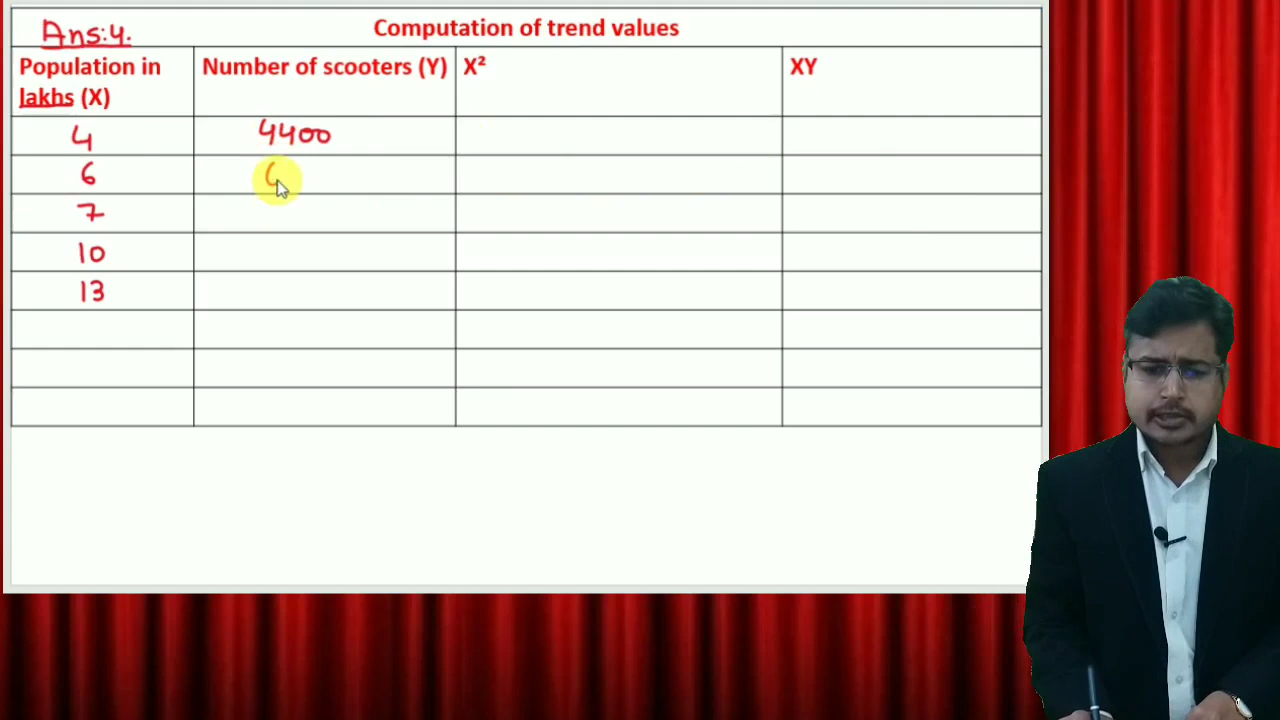 Ans:4.
Computation of trend values
Population in lakhs (X) Number of scooters (Y) X² XY
4 4400
6
7
10
13